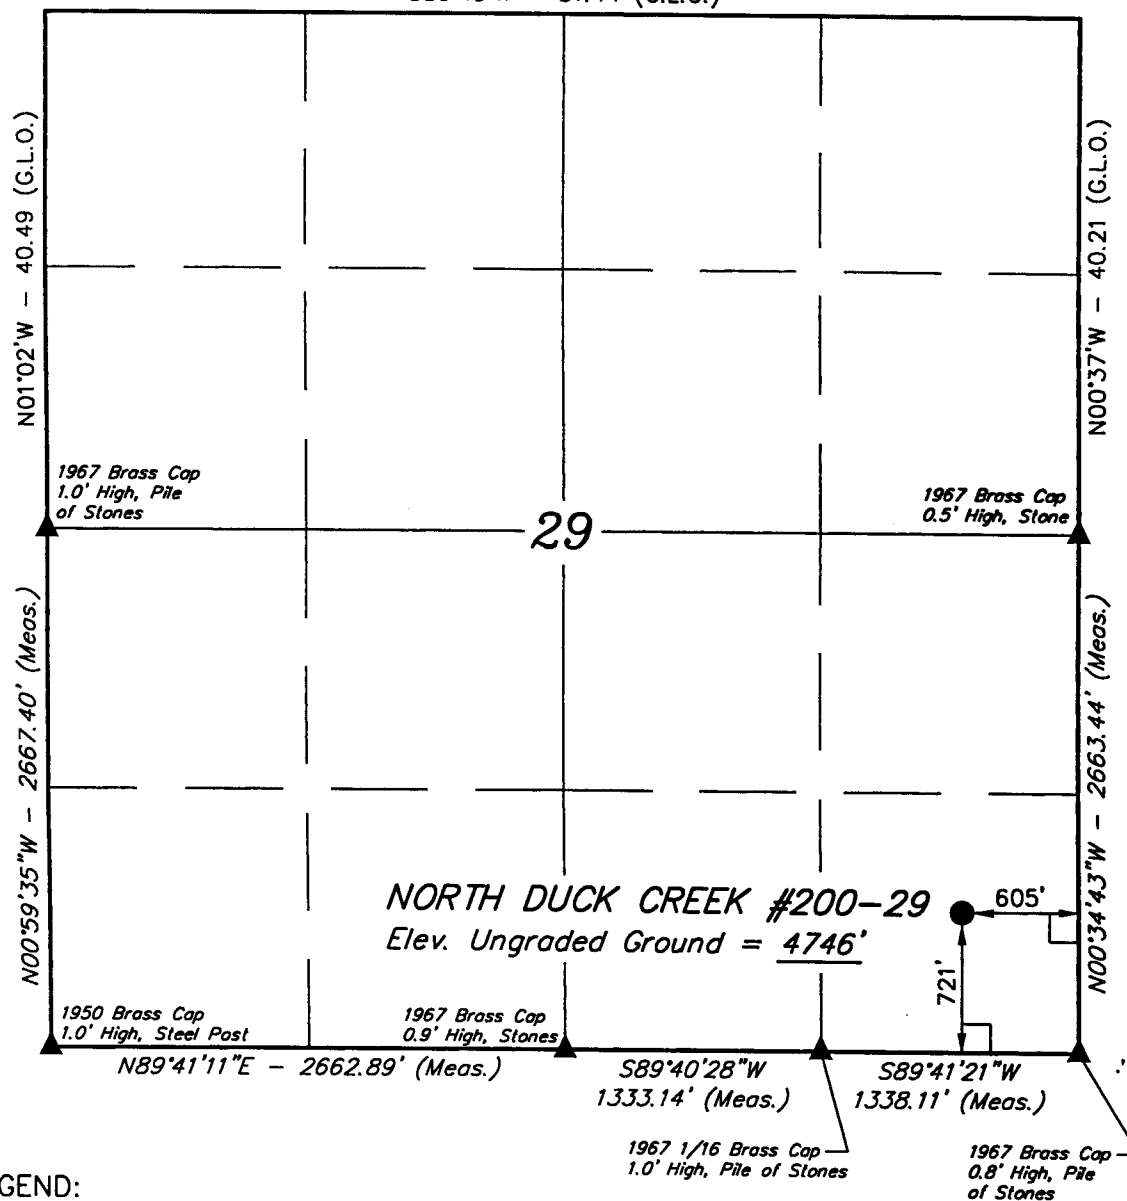 (G.L.O.)
N01°02'W - 40.49 (G.L.O.)
N00°37'W - 40.21 (G.L.O.)
1967 Brass Cap
1.0' High, Pile
of Stones
1967 Brass Cap
0.5' High, Stone
29
N00°59'35"W - 2667.40' (Meas.)
N00°34'43"W - 2663.44' (Meas.)
NORTH DUCK CREEK #200-29
Elev. Ungraded Ground = 4746'
605'
721'
1950 Brass Cap
1.0' High, Steel Post
1967 Brass Cap
0.9' High, Stones
N89°41'11"E - 2662.89' (Meas.)
S89°40'28"W
1333.14' (Meas.)
S89°41'21"W
1338.11' (Meas.)
1967 1/16 Brass Cap
1.0' High, Pile of Stones
1967 Brass Cap
0.8' High, Pile
of Stones
GEND: